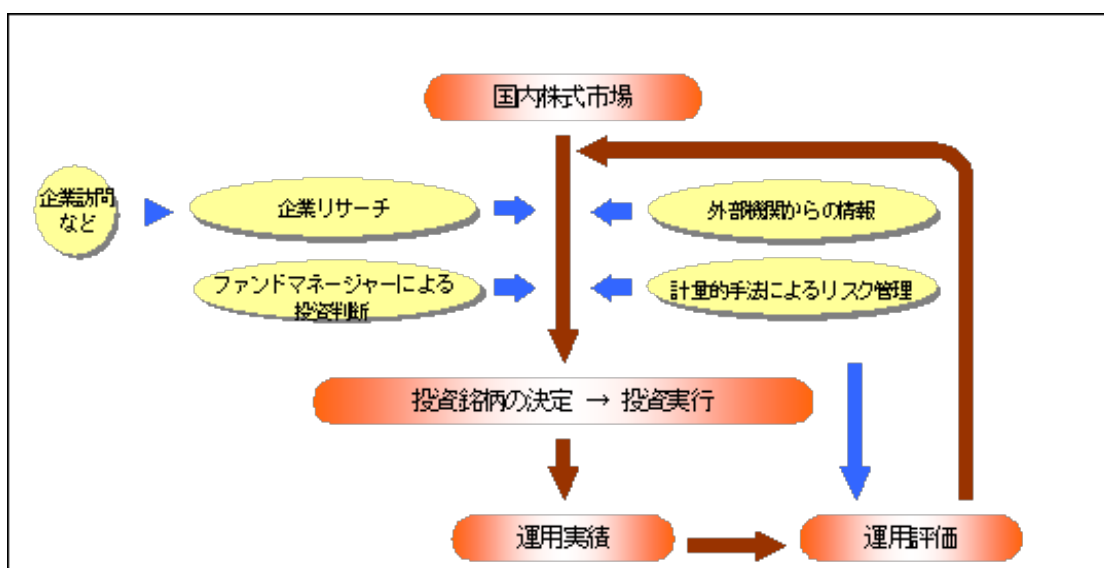 国内株式市場
企業訪問
など
企業リサーチ
外部機関からの情報
ファンドマネージャーによる
投資判断
計量的手法によるリスク管理
投資銘柄の決定 → 投資実行
運用実績
運用評価